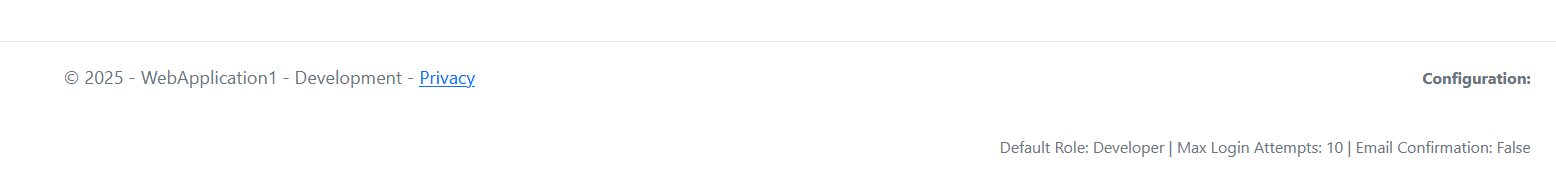 © 2025 - WebApplication1 - Development - Privacy
Configuration:
Default Role: Developer | Max Login Attempts: 10 | Email Confirmation: False